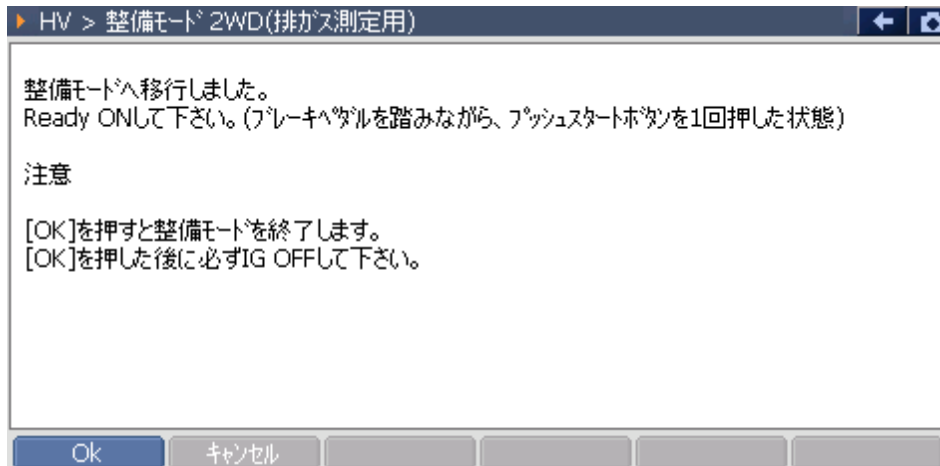 HV > 整備ﾓｰﾄﾞ 2WD(排ｶﾞｽ測定用)
整備ﾓｰﾄﾞへ移行しました。
Ready ONして下さい。(ﾌﾞﾚｰｷﾍﾟﾀﾞﾙを踏みながら、ﾌﾟｯｼｭｽﾀｰﾄﾎﾞﾀﾝを1回押した状態)
注意
[OK]を押すと整備ﾓｰﾄﾞを終了します。
[OK]を押した後に必ずIG OFFして下さい。
Ok ｷｬﾝｾﾙ